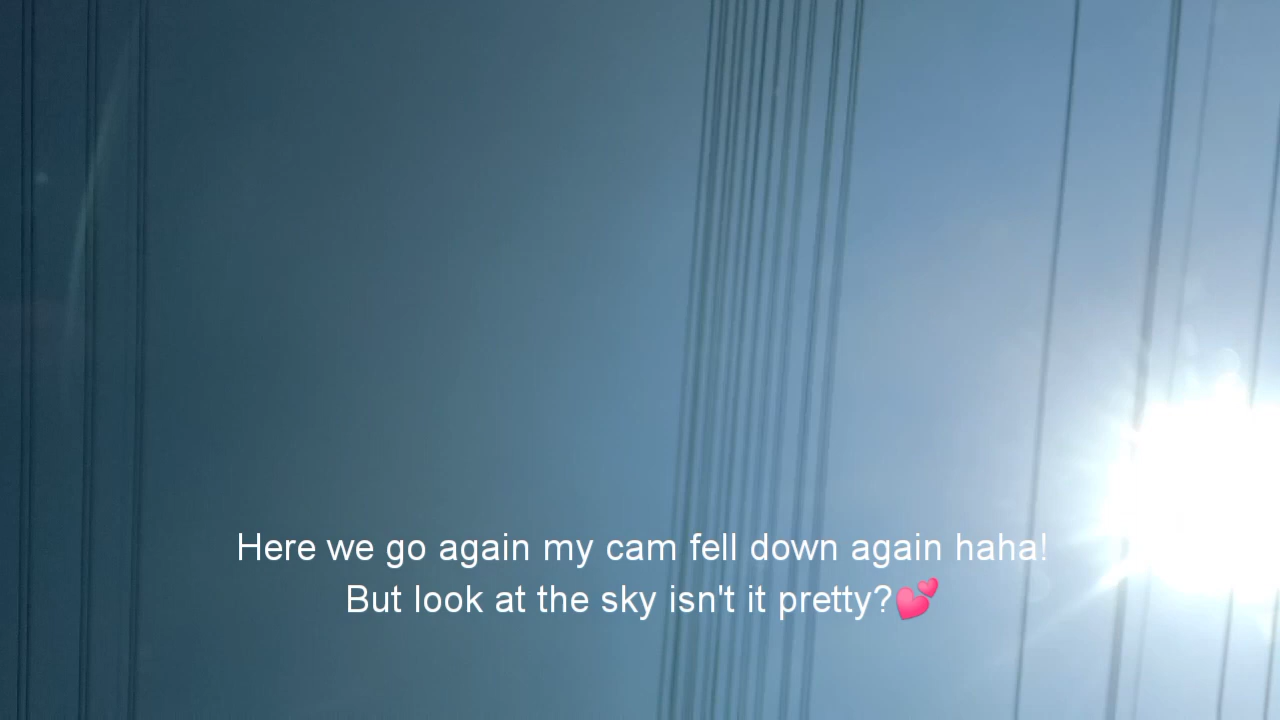 Here we go again my cam fell down again haha!
But look at the sky isn't it pretty?💕